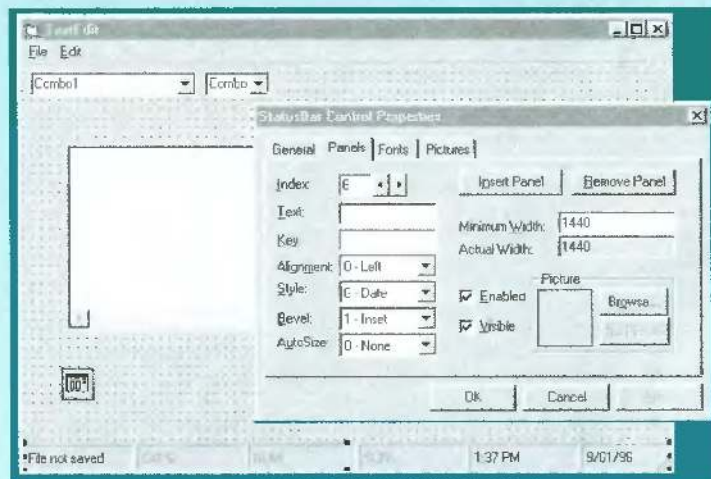 TextEdit
File Edit
Combo1 Combo
StatusBar Control Properties
General Panels Fonts Pictures
Index: 6 Insert Panel Remove Panel
Text:
Key Minimum Width: 1440
Actual Width: 1440
Alignment: 0 - Left
Style: 6 - Date Picture
Enabled Browse...
Bevel: 1 - Inset Visible
AutoSize: 0 - None
OK Cancel
File not saved CAPS NUM 1:37 PM 9/01/96